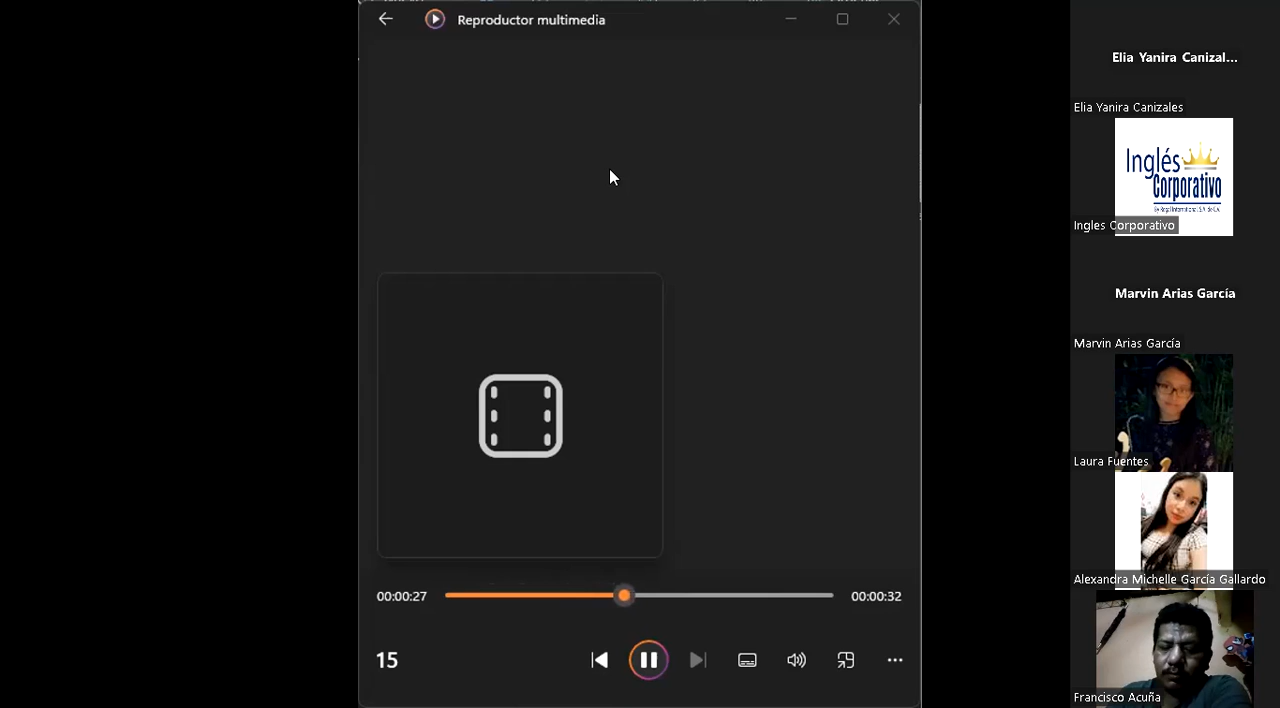 Reproductor multimedia
00:00:27
00:00:32
15
Elia Yanira Canizal...
Elia Yanira Canizales
Inglés
Corporativo
Ingles Corporativo
Marvin Arias García
Marvin Arias García
Laura Fuentes
Alexandra Michelle García Gallardo
Francisco Acuña